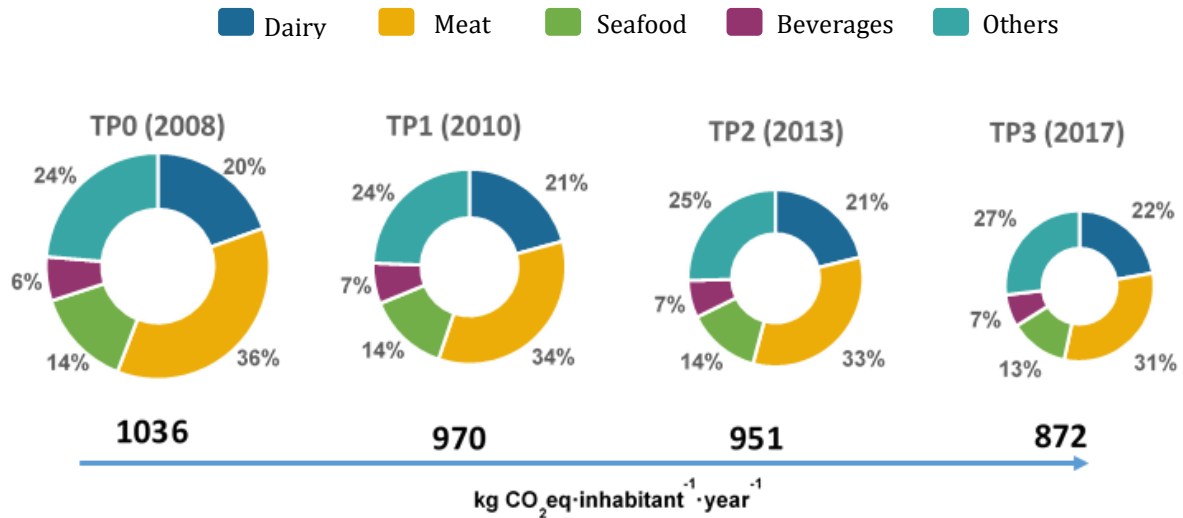 Dairy Meat Seafood Beverages Others
TP0 (2008) TP1 (2010) TP2 (2013) TP3 (2017)
24% 20% 6% 14% 36%
24% 21% 7% 14% 34%
25% 21% 7% 14% 33%
27% 22% 7% 13% 31%
1036 970 951 872
kg CO₂eq·inhabitant⁻¹·year⁻¹